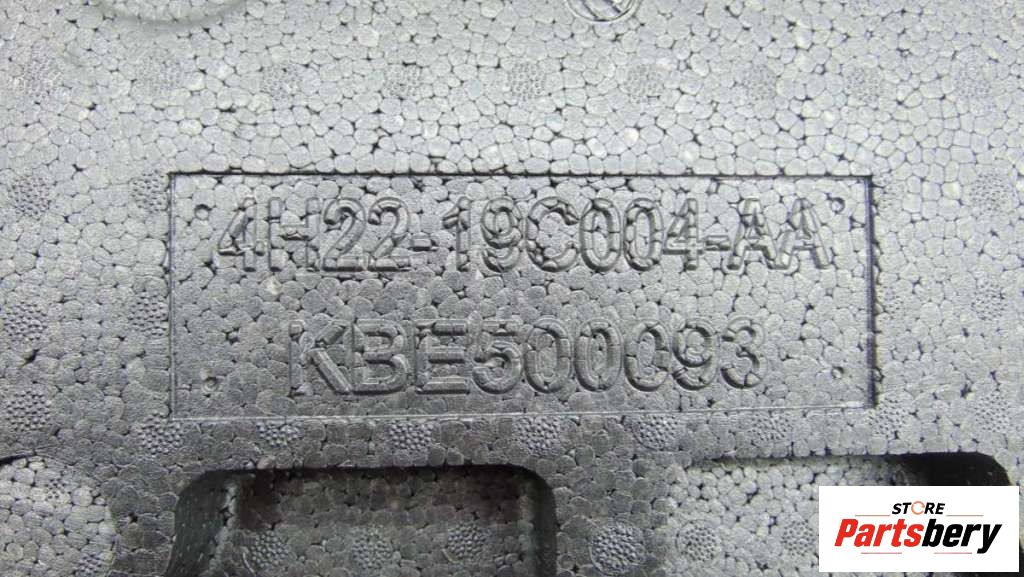 4H22-19C004-AA
KBE500093
STORE
Partsbery